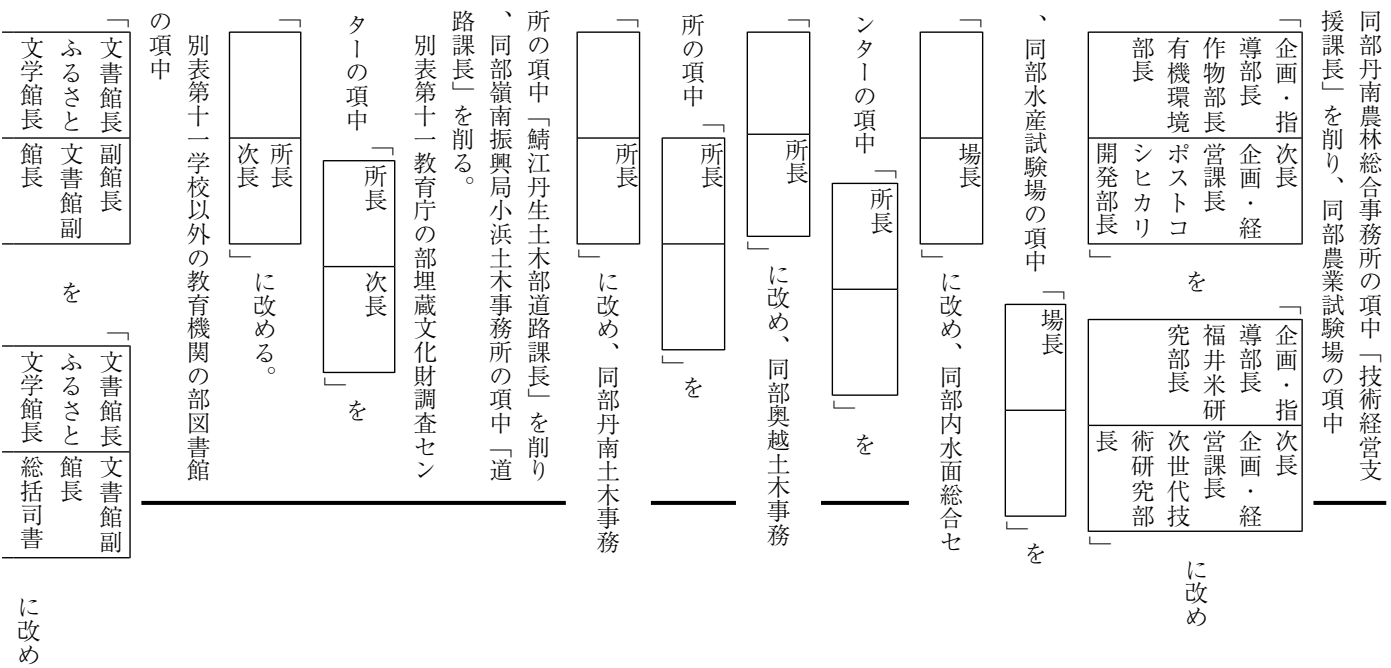 同部丹南農林総合事務所の項中「技術経営支
援課長」を削り、同部農業試験場の項中
「
企画・指
導部長
作物部長
有機環境
部長
次長
企画・経
営課長
ポストコ
シヒカリ
開発部長
」
を
「
企画・指
導部長
福井米研
究部長
次長
企画・経
営課長
次世代技
術研究部
長
」
に改め
、同部水産試験場の項中
「
場長
」
を
「
場長
」
に改め、同部内水面総合セ
ンターの項中
「
所長
」
を
「
所長
」
に改め、同部奥越土木事務
所の項中
「
所長
」
を
「
所長
」
に改め、同部丹南土木事務
所の項中「鯖江丹生土木部道路課長」を削り
、同部嶺南振興局小浜土木事務所の項中「道
路課長」を削る。
別表第十一教育庁の部埋蔵文化財調査セン
ターの項中
「
所長
次長
」
を
「
所長
次長
」
に改める。
別表第十一学校以外の教育機関の部図書館
の項中
「
文書館長
ふるさと
文学館長
副館長
文書館副
館長
を
「
文書館長
ふるさと
文学館長
文書館副
館長
総括司書
に改め